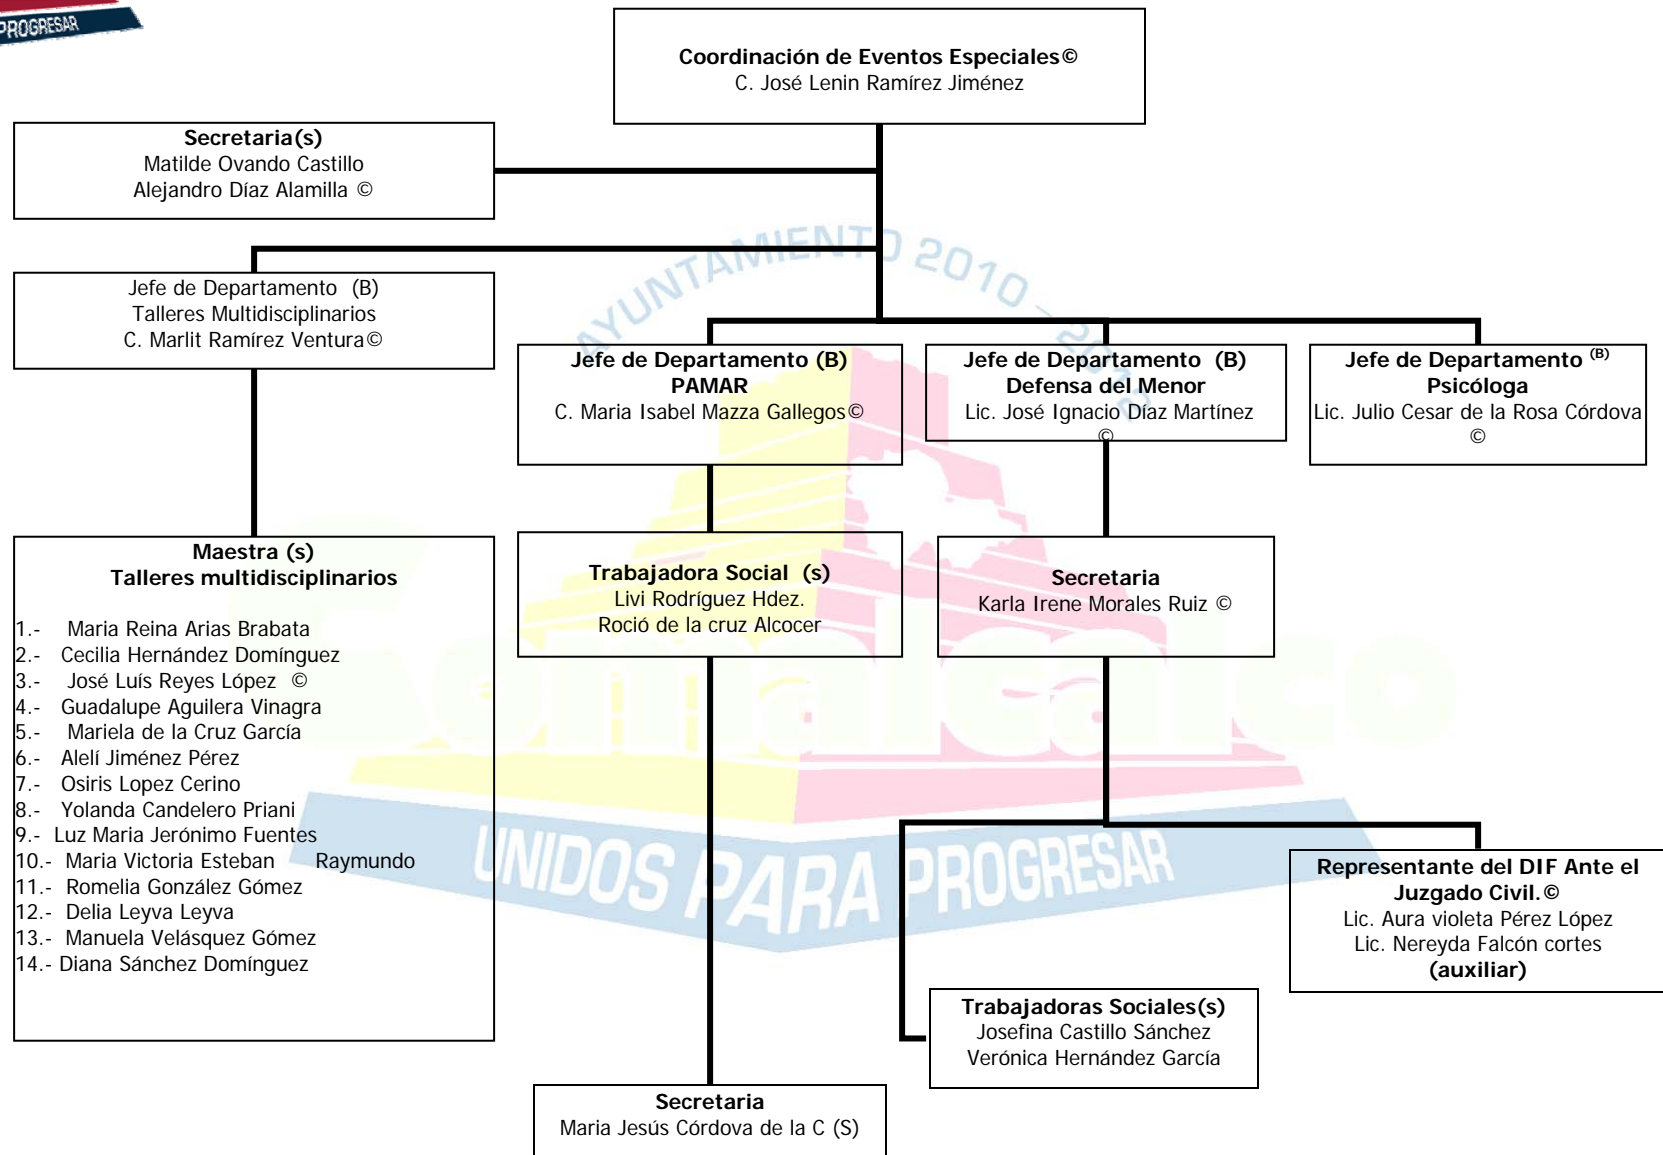 PROGRESAR
Coordinación de Eventos Especiales©
C. José Lenin Ramírez Jiménez
Secretaria(s)
Matilde Ovando Castillo
Alejandro Díaz Alamilla ©
AYUNTAMIENTO 2010 - 2012
Jefe de Departamento (B)
Talleres Multidisciplinarios
C. Marlit Ramírez Ventura©
Jefe de Departamento (B)
PAMAR
C. Maria Isabel Mazza Gallegos©
Jefe de Departamento (B)
Defensa del Menor
Lic. José Ignacio Díaz Martínez
©
Jefe de Departamento (B)
Psicóloga
Lic. Julio Cesar de la Rosa Córdova
©
Maestra (s)
Talleres multidisciplinarios
1.- Maria Reina Arias Brabata
2.- Cecilia Hernández Domínguez
3.- José Luís Reyes López ©
4.- Guadalupe Aguilera Vinagra
5.- Mariela de la Cruz García
6.- Alelí Jiménez Pérez
7.- Osiris Lopez Cerino
8.- Yolanda Candelero Priani
9.- Luz Maria Jerónimo Fuentes
10.- Maria Victoria Esteban Raymundo
11.- Romelia González Gómez
12.- Delia Leyva Leyva
13.- Manuela Velásquez Gómez
14.- Diana Sánchez Domínguez
Trabajadora Social (s)
Livi Rodríguez Hdez.
Roció de la cruz Alcocer
Secretaria
Karla Irene Morales Ruiz ©
Comalcalco
UNIDOS PARA PROGRESAR
Representante del DIF Ante el
Juzgado Civil.©
Lic. Aura violeta Pérez López
Lic. Nereyda Falcón cortes
(auxiliar)
Trabajadoras Sociales(s)
Josefina Castillo Sánchez
Verónica Hernández García
Secretaria
Maria Jesús Córdova de la C (S)